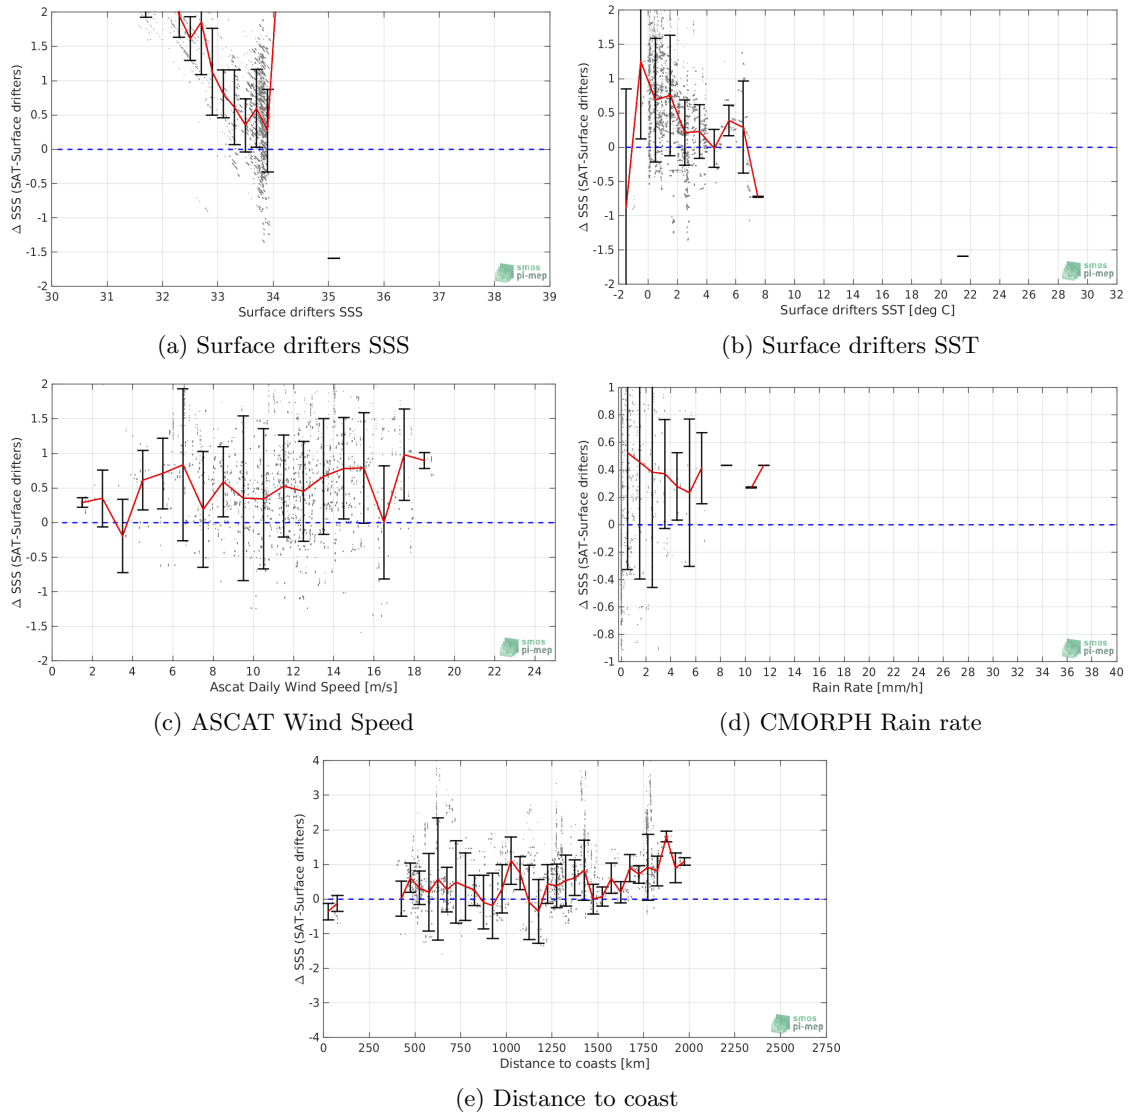 2
1.5
1
0.5
0
-0.5
-1
-1.5
2
Δ SSS (SAT-Surface drifters)
30 31 32 33 34 35 36 37 38 39
Surface drifters SSS
smos
pi-mep
(a) Surface drifters SSS
2
1.5
1
0.5
0
-0.5
-1
-1.5
-2
Δ SSS (SAT-Surface drifters)
-2 0 2 4 6 8 10 12 14 16 18 20 22 24 26 28 30 32
Surface drifters SST [deg C]
smos
pi-mep
(b) Surface drifters SST
2
1.5
1
0.5
0
-0.5
-1
-1.5
-2
Δ SSS (SAT-Surface drifters)
2 4 6 8 10 12 14 16 18 20 22 24
Ascat Daily Wind Speed [m/s]
smos
pi-mep
(c) ASCAT Wind Speed
1
0.8
0.6
0.4
0.2
0
-0.2
-0.4
-0.6
-0.8
-1
Δ SSS (SAT-Surface drifters)
0 2 4 6 8 10 12 14 16 18 20 22 24 26 28 30 32 34 36 38 40
Rain Rate [mm/h]
smos
pi-mep
(d) CMORPH Rain rate
4
3
2
1
0
-1
-2
-3
-4
Δ SSS (SAT-Surface drifters)
0 250 500 750 1000 1250 1500 1750 2000 2250 2500 2750
Distance to coasts [km]
smos
pi-mep
(e) Distance to coast